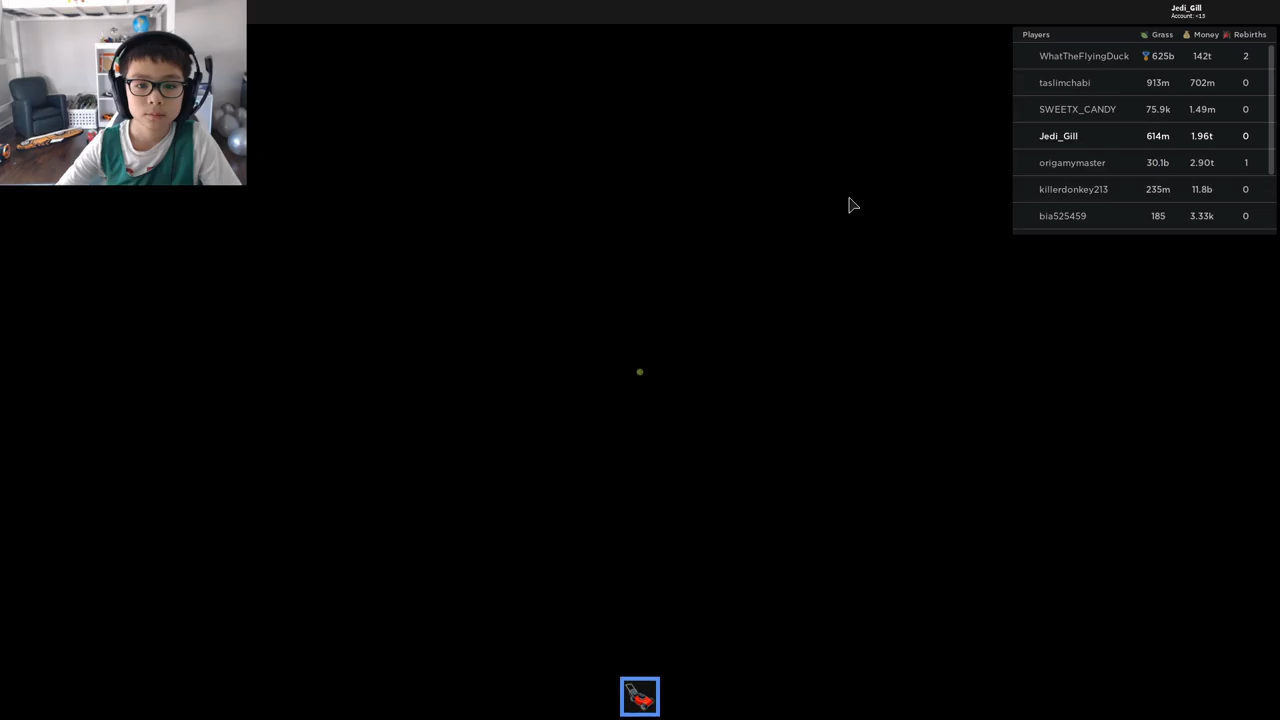 Jedi_Gill
Account: <13
Players Grass Money Rebirths
WhatTheFlyingDuck 625b 142t 2
taslimchabi 913m 702m 0
SWEETX_CANDY 75.9k 1.49m 0
Jedi_Gill 614m 1.96t 0
origamymaster 30.1b 2.90t 1
killerdonkey213 235m 11.8b 0
bia525459 185 3.33k 0